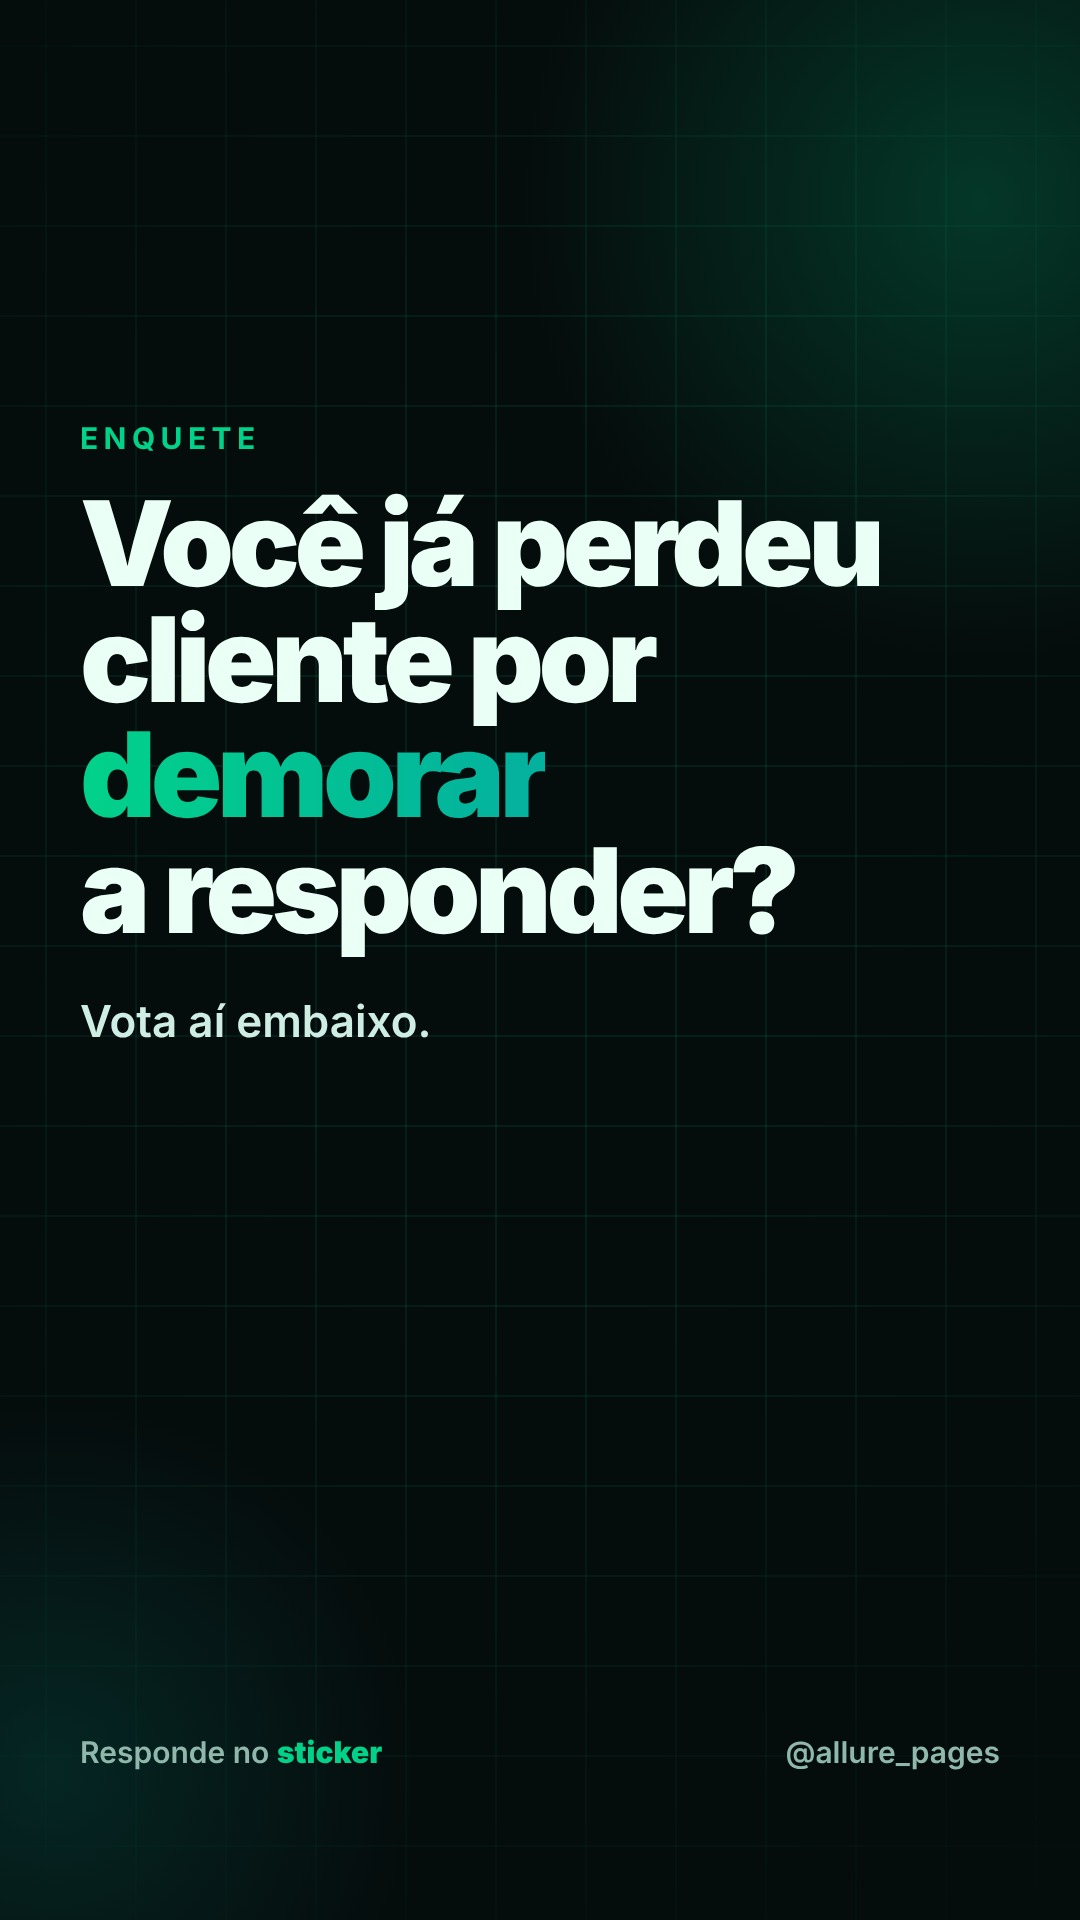 ENQUETE
Você já perdeu
cliente por
demorar
a responder?
Vota aí embaixo.
Responde no sticker
@allure_pages